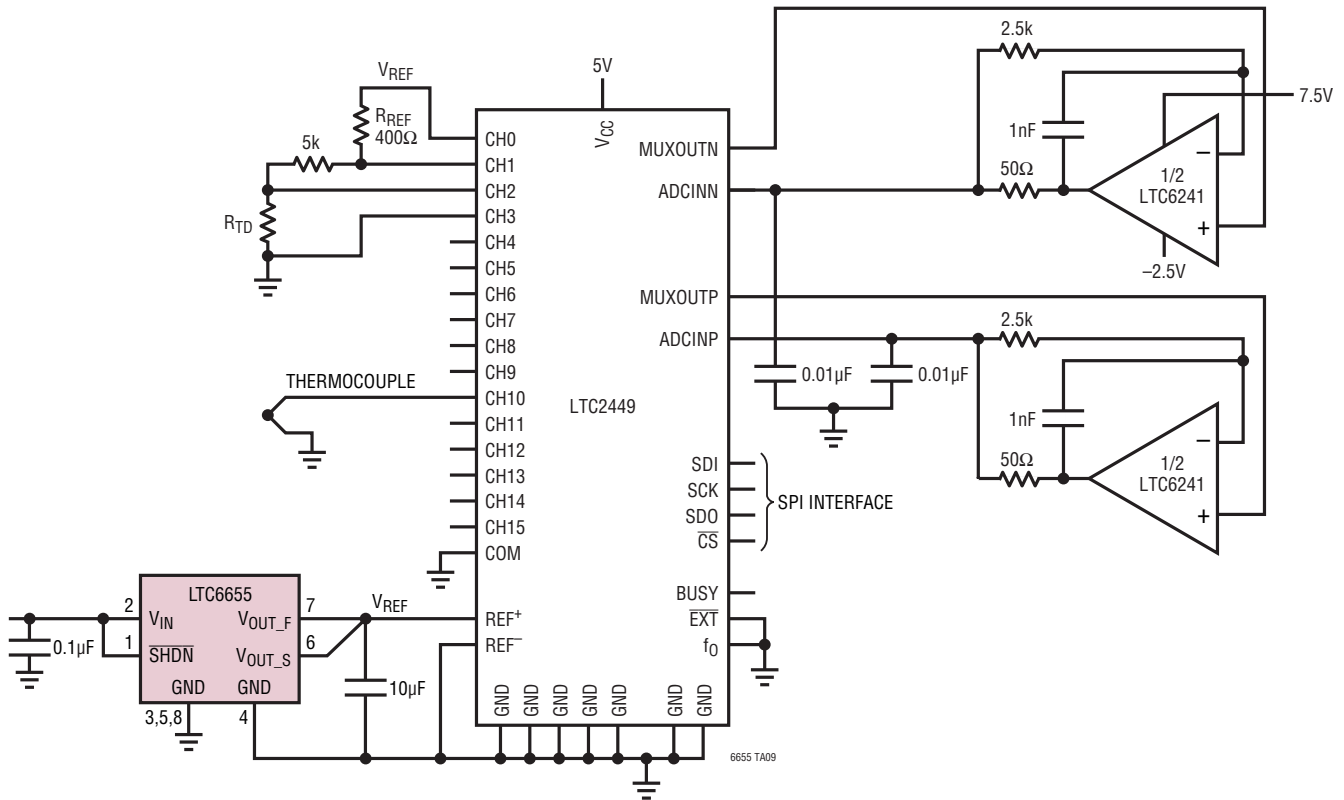 5V
VCC
VREF
RREF
400Ω
5k
RTD
CH0
CH1
CH2
CH3
CH4
CH5
CH6
CH7
CH8
CH9
CH10
CH11
CH12
CH13
CH14
CH15
COM
REF+
REF−
THERMOCOUPLE
LTC2449
MUXOUTN
ADCINN
MUXOUTP
ADCINP
SDI
SCK
SDO
CS
SPI INTERFACE
BUSY
EXT
fO
GND
GND
GND
GND
GND
GND
GND
2.5k
1nF
50Ω
7.5V
−
1/2
LTC6241
+
−2.5V
2.5k
0.01µF
0.01µF
1nF
50Ω
−
1/2
LTC6241
+
LTC6655
2
VIN
1
SHDN
VOUT_F
7
VOUT_S
6
VREF
0.1µF
GND
GND
3,5,8
4
10µF
6655 TA09